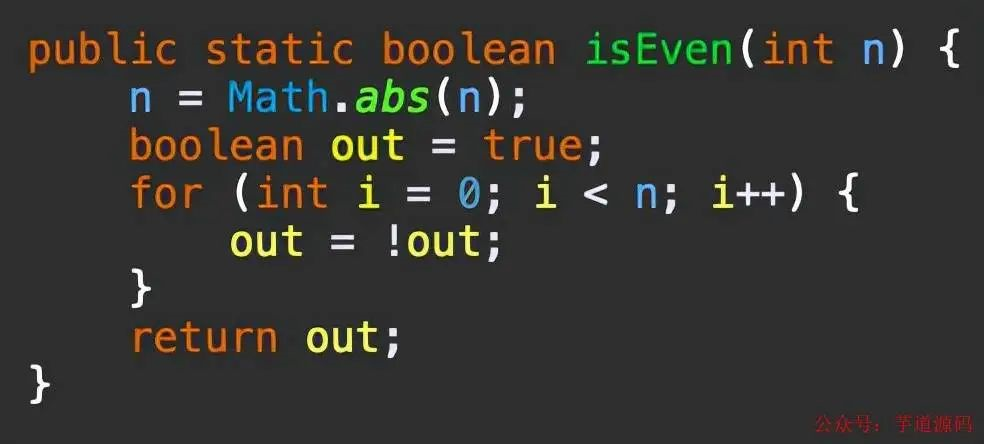 public static boolean isEven(int n) {
    n = Math.abs(n);
    boolean out = true;
    for (int i = 0; i < n; i++) {
        out = !out;
    }
    return out;
}
公众号：芋道源码